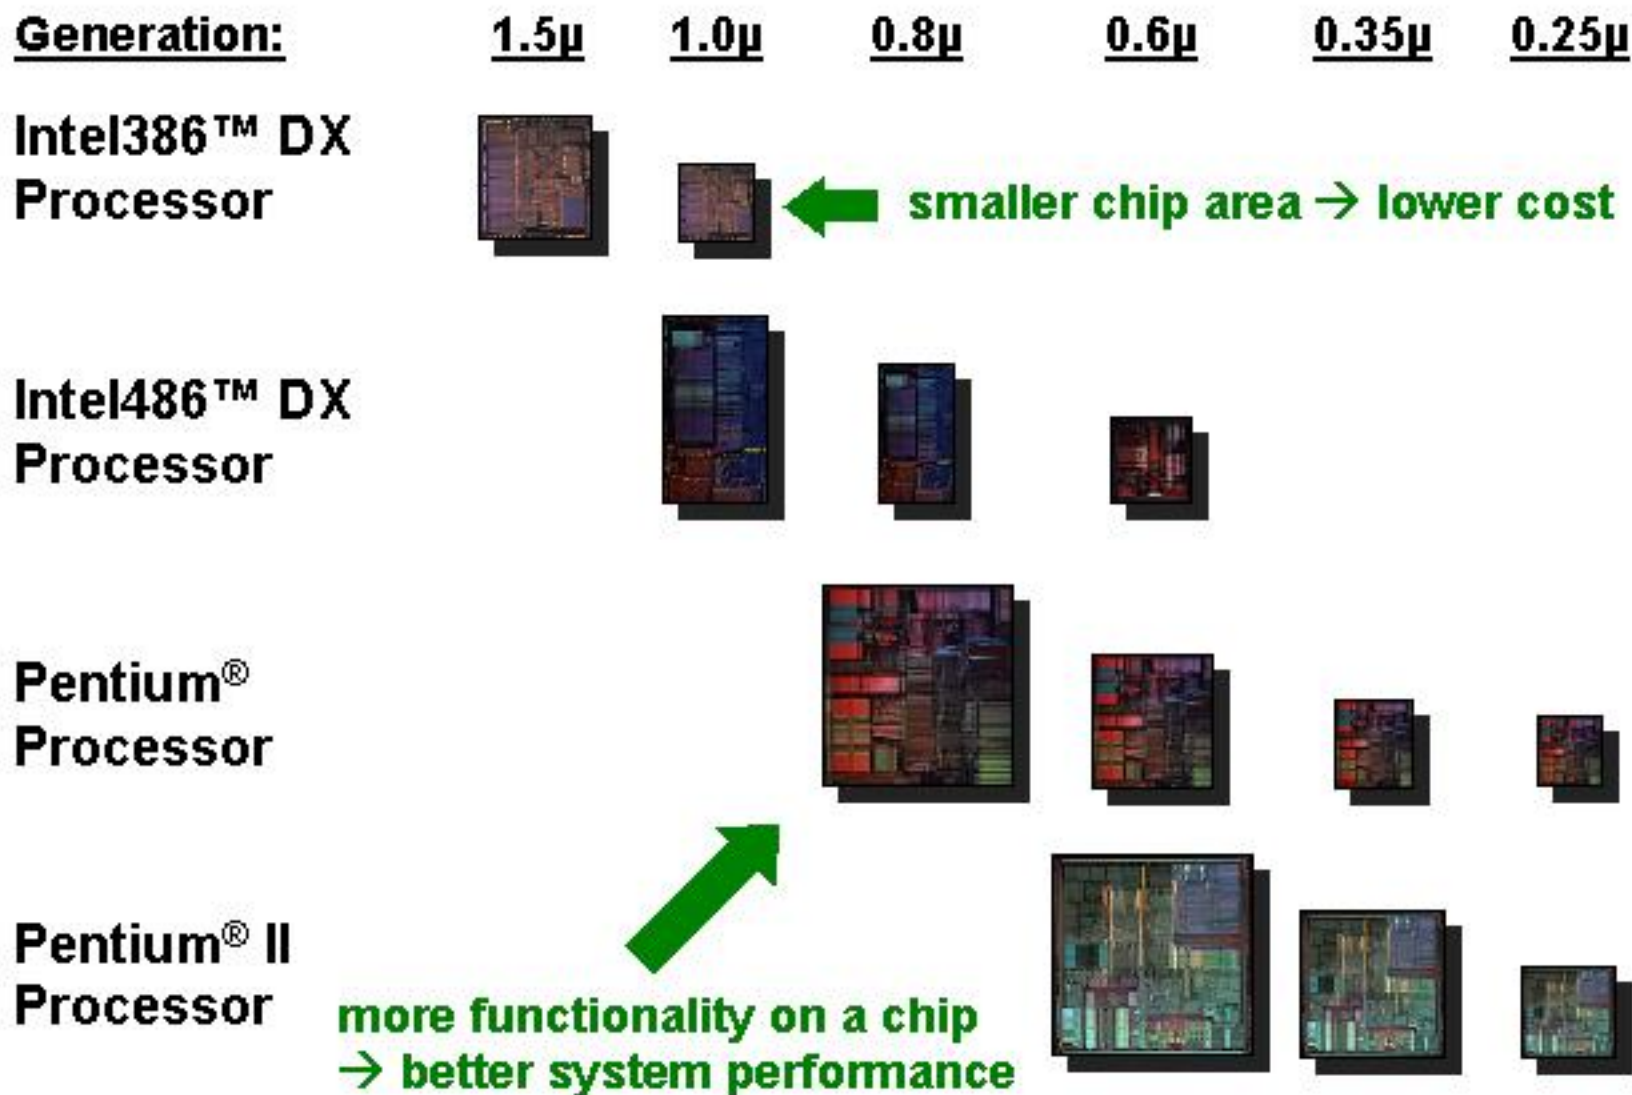 Generation: 1.5µ 1.0µ 0.8µ 0.6µ 0.35µ 0.25µ
Intel386™ DX
Processor
smaller chip area → lower cost
Intel486™ DX
Processor
Pentium®
Processor
Pentium® II
Processor
more functionality on a chip
→ better system performance